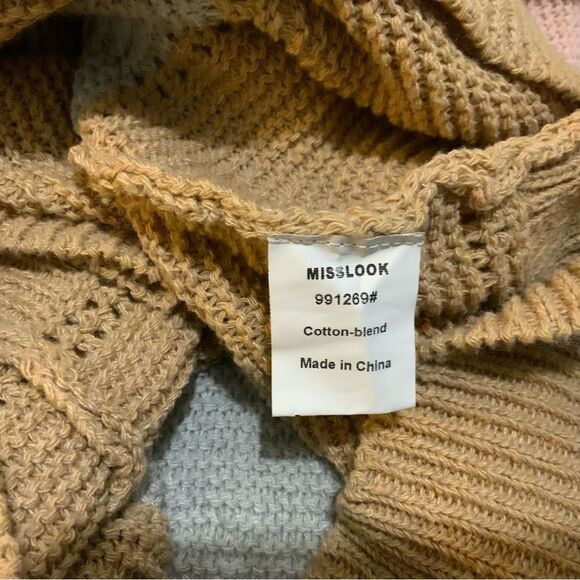 MISSLOOK
991269#
Cotton-blend
Made in China